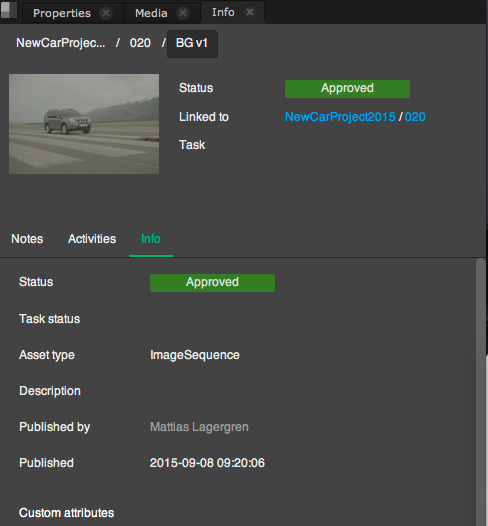 Properties Media Info
NewCarProjec... / 020 / BG v1
Status Approved
Linked to NewCarProject2015 / 020
Task
Notes Activities Info
Status Approved
Task status
Asset type ImageSequence
Description
Published by Mattias Lagergren
Published 2015-09-08 09:20:06
Custom attributes